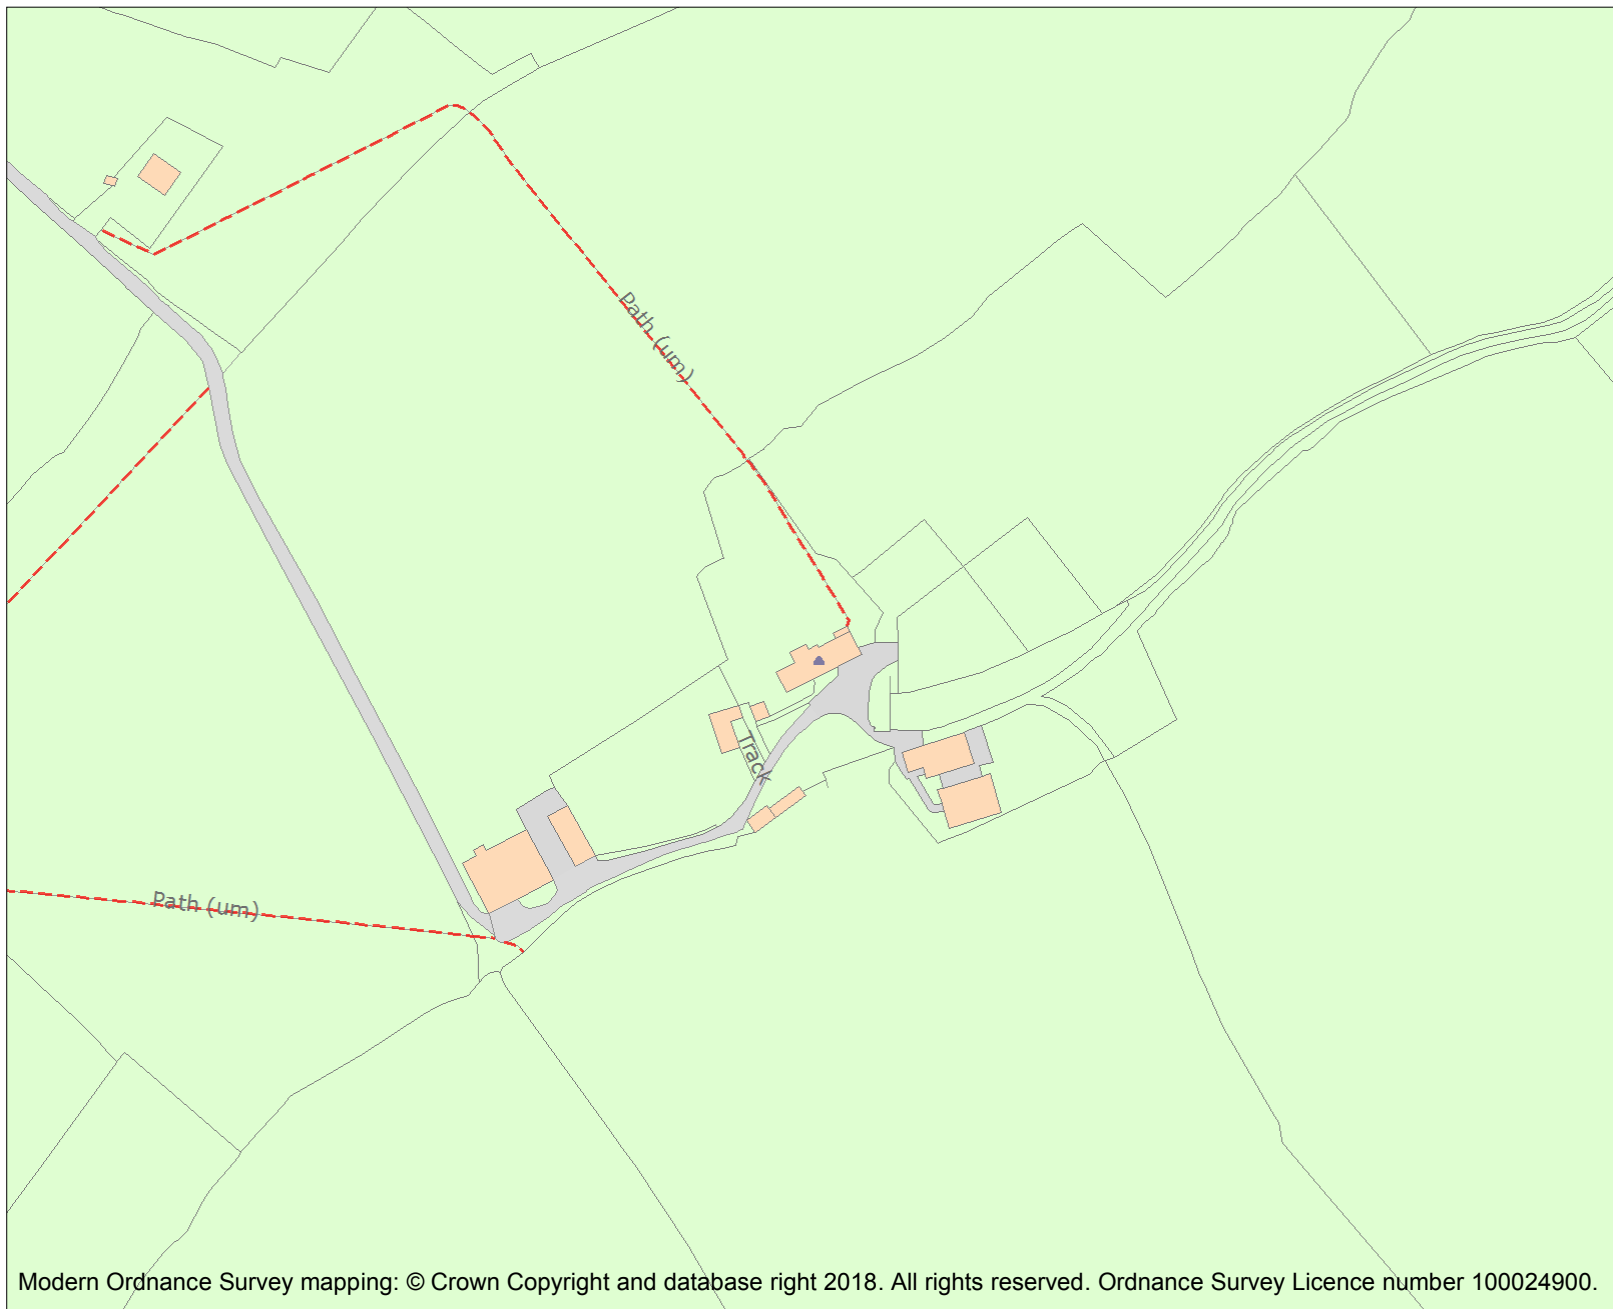 Path (um)
Track
Path (um)
Modern Ordnance Survey mapping: © Crown Copyright and database right 2018. All rights reserved. Ordnance Survey Licence number 100024900.